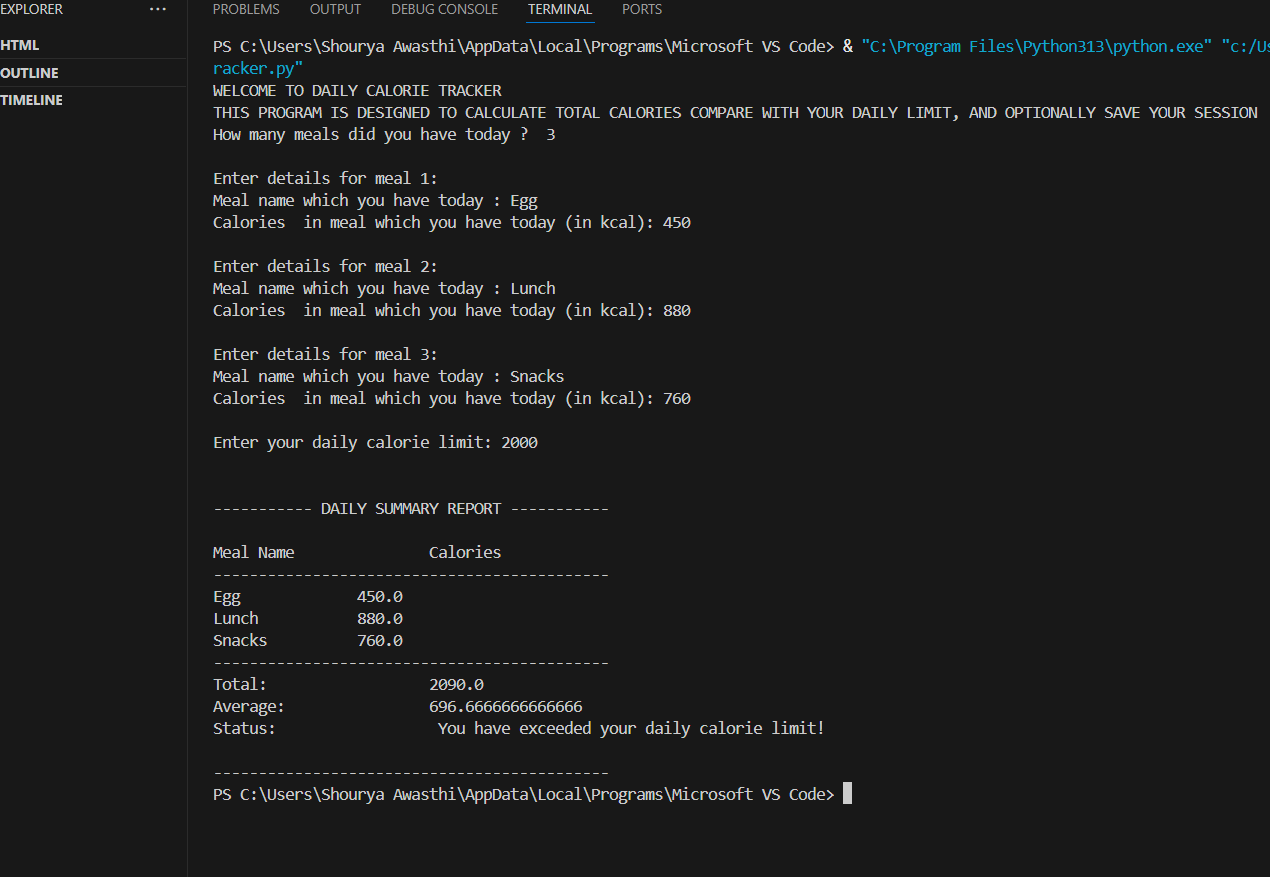 EXPLORER
...
HTML
OUTLINE
TIMELINE
PROBLEMS OUTPUT DEBUG CONSOLE TERMINAL PORTS
PS C:\Users\Shourya Awasthi\AppData\Local\Programs\Microsoft VS Code> & "C:\Program Files\Python313\python.exe" "c:/Us
racker.py"
WELCOME TO DAILY CALORIE TRACKER
THIS PROGRAM IS DESIGNED TO CALCULATE TOTAL CALORIES COMPARE WITH YOUR DAILY LIMIT, AND OPTIONALLY SAVE YOUR SESSION
How many meals did you have today ?  3
Enter details for meal 1:
Meal name which you have today : Egg
Calories  in meal which you have today (in kcal): 450
Enter details for meal 2:
Meal name which you have today : Lunch
Calories  in meal which you have today (in kcal): 880
Enter details for meal 3:
Meal name which you have today : Snacks
Calories  in meal which you have today (in kcal): 760
Enter your daily calorie limit: 2000
----------- DAILY SUMMARY REPORT -----------
Meal Name               Calories
--------------------------------------------
Egg             450.0
Lunch           880.0
Snacks          760.0
--------------------------------------------
Total:                  2090.0
Average:                696.6666666666666
Status:                  You have exceeded your daily calorie limit!
--------------------------------------------
PS C:\Users\Shourya Awasthi\AppData\Local\Programs\Microsoft VS Code>